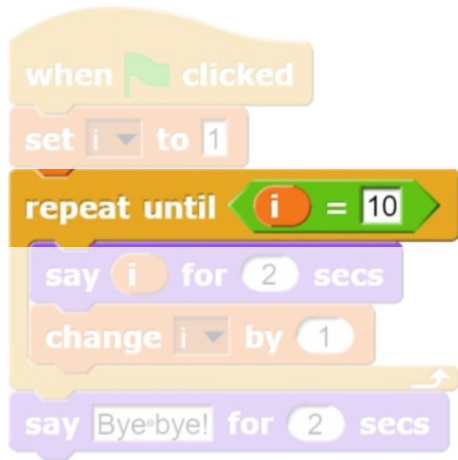 when clicked
set i to 1
repeat until i = 10
say i for 2 secs
change i by 1
say Bye bye! for 2 secs